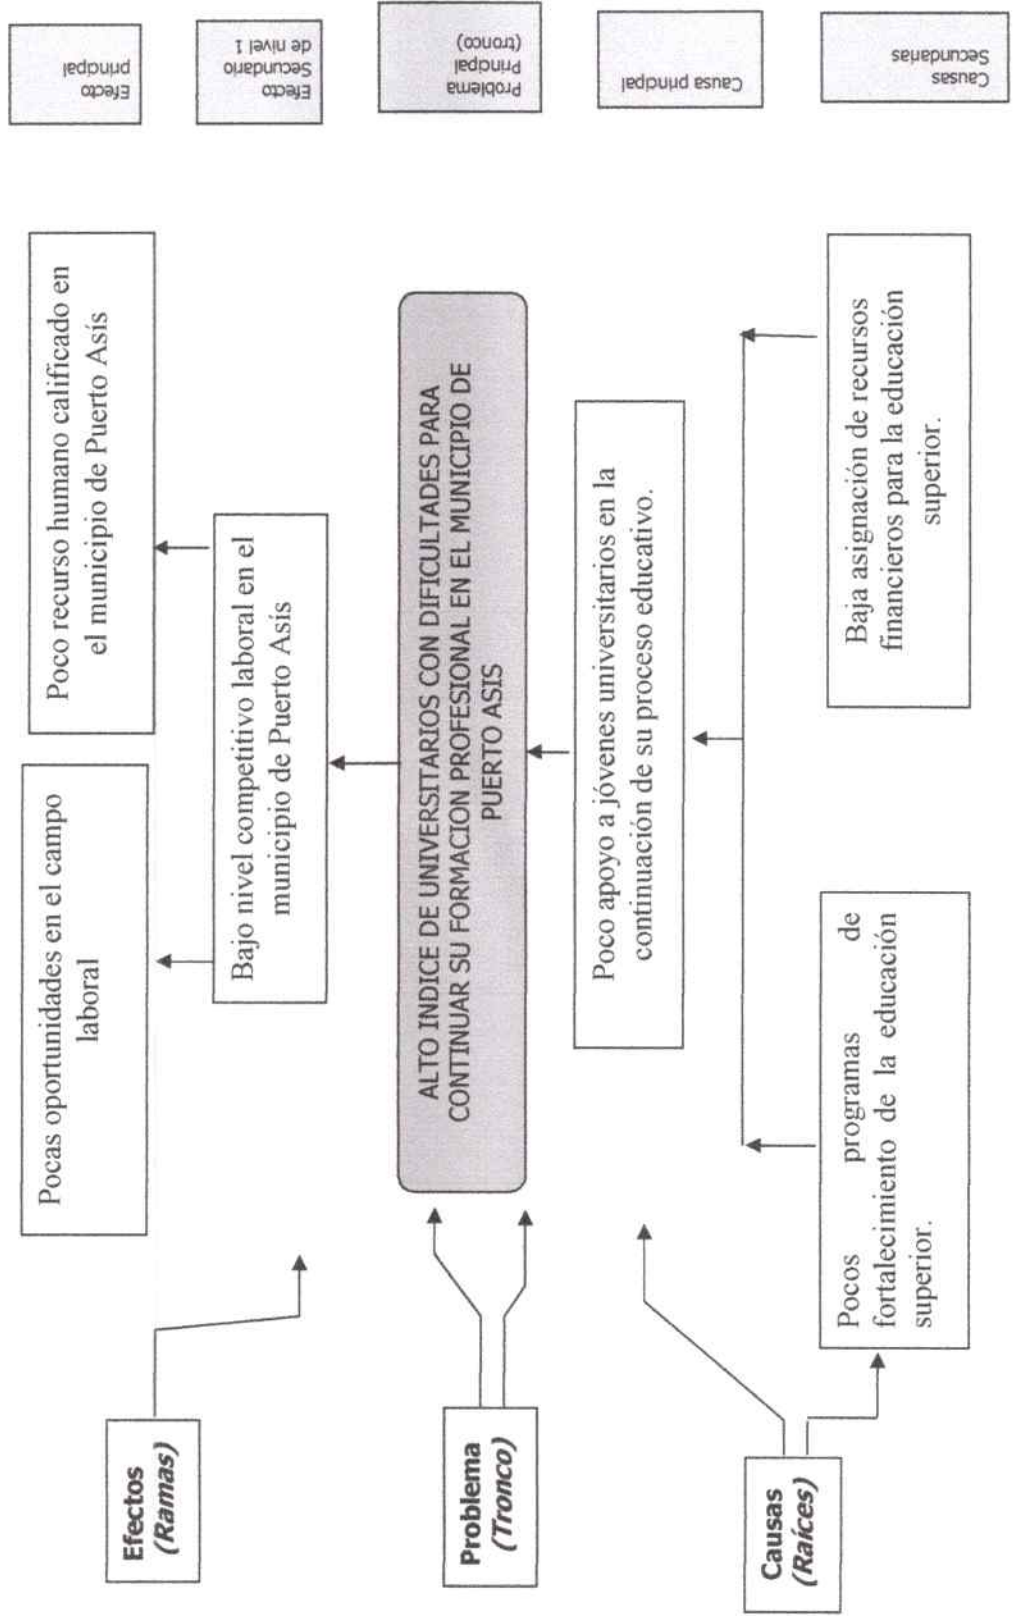 Efectos
(Ramas)
Pocas oportunidades en el campo
laboral
Poco recurso humano calificado en
el municipio de Puerto Asís
Efecto
principal
Bajo nivel competitivo laboral en el
municipio de Puerto Asís
Efecto
Secundario
de nivel 1
Problema
(Tronco)
ALTO INDICE DE UNIVERSITARIOS CON DIFICULTADES PARA
CONTINUAR SU FORMACION PROFESIONAL EN EL MUNICIPIO DE
PUERTO ASIS
Problema
Principal
(tronco)
Poco apoyo a jóvenes universitarios en la
continuación de su proceso educativo.
Causa principal
Causas
(Raíces)
Pocos programas de
fortalecimiento de la educación
superior.
Baja asignación de recursos
financieros para la educación
superior.
Causas
Secundarias